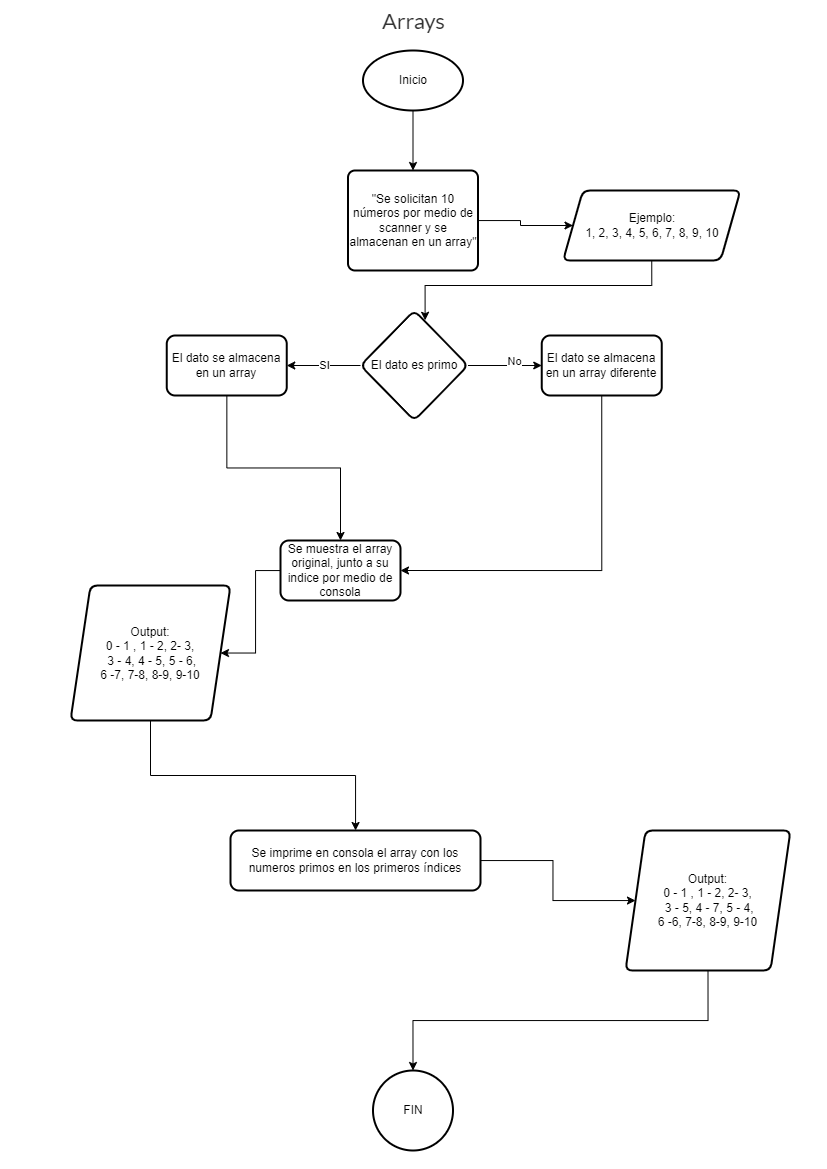 Arrays
Inicio
"Se solicitan 10
números por medio de
scanner y se
almacenan en un array"
Ejemplo:
1, 2, 3, 4, 5, 6, 7, 8, 9, 10
El dato se almacena
en un array
SI
El dato es primo
No
El dato se almacena
en un array diferente
Se muestra el array
original, junto a su
indice por medio de
consola
Output:
0 - 1 , 1 - 2, 2- 3,
3 - 4, 4 - 5, 5 - 6,
6 -7, 7-8, 8-9, 9-10
Se imprime en consola el array con los
numeros primos en los primeros índices
Output:
0 - 1 , 1 - 2, 2- 3,
3 - 5, 4 - 7, 5 - 4,
6 -6, 7-8, 8-9, 9-10
FIN